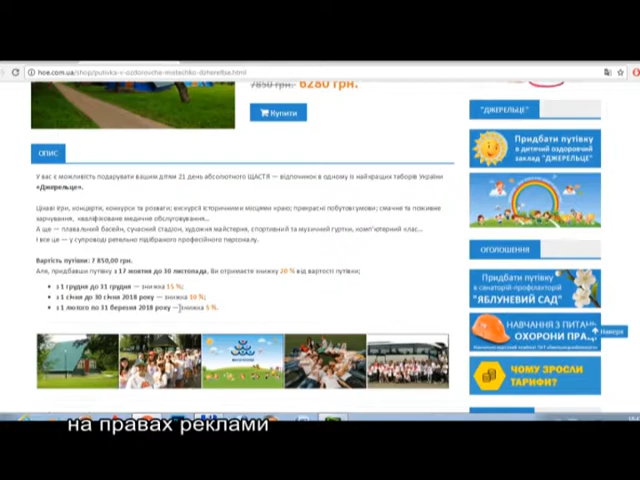 hoe.com.ua/shop/putivka-v-ozdorovche-mistechko-dzhereltse.html
7850 грн. 6280 грн.
Купити
ОПИС
У вас є можливість подарувати вашим дітям 21 день абсолютного ЩАСТЯ — відпочинок в одному із найкращих таборів України
«Джерельце».
Цікаві ігри, концерти, конкурси та розваги; екскурсії історичними місцями краю; прекрасні побутові умови; смачне та поживне
харчування, кваліфіковане медичне обслуговування...
А ще — плавальний басейн, сучасний стадіон, художня майстерня, спортивний та музичний гуртки, комп'ютерний клас...
І все це — у супроводі ретельно підібраного професійного персоналу.
Вартість путівки: 7 850,00 грн.
Але, придбавши путівку з 17 жовтня до 30 листопада, Ви отримаєте знижку 20 % від вартості путівки;
з 1 грудня до 31 грудня — знижка 15 %;
з 1 січня до 30 січня 2018 року — знижка 10 %;
з 1 лютого по 31 березня 2018 року — знижка 5 %.
"ДЖЕРЕЛЬЦЕ"
Придбати путівку
в дитячий оздоровчий
заклад "ДЖЕРЕЛЬЦЕ"
ОГОЛОШЕННЯ
Придбати путівку
в санаторій-профілакторій
"ЯБЛУНЕВИЙ САД"
НАВЧАННЯ З ПИТАНЬ
ОХОРОНИ ПРАЦІ
Наверх
ЧОМУ ЗРОСЛИ
ТАРИФИ?
на правах реклами